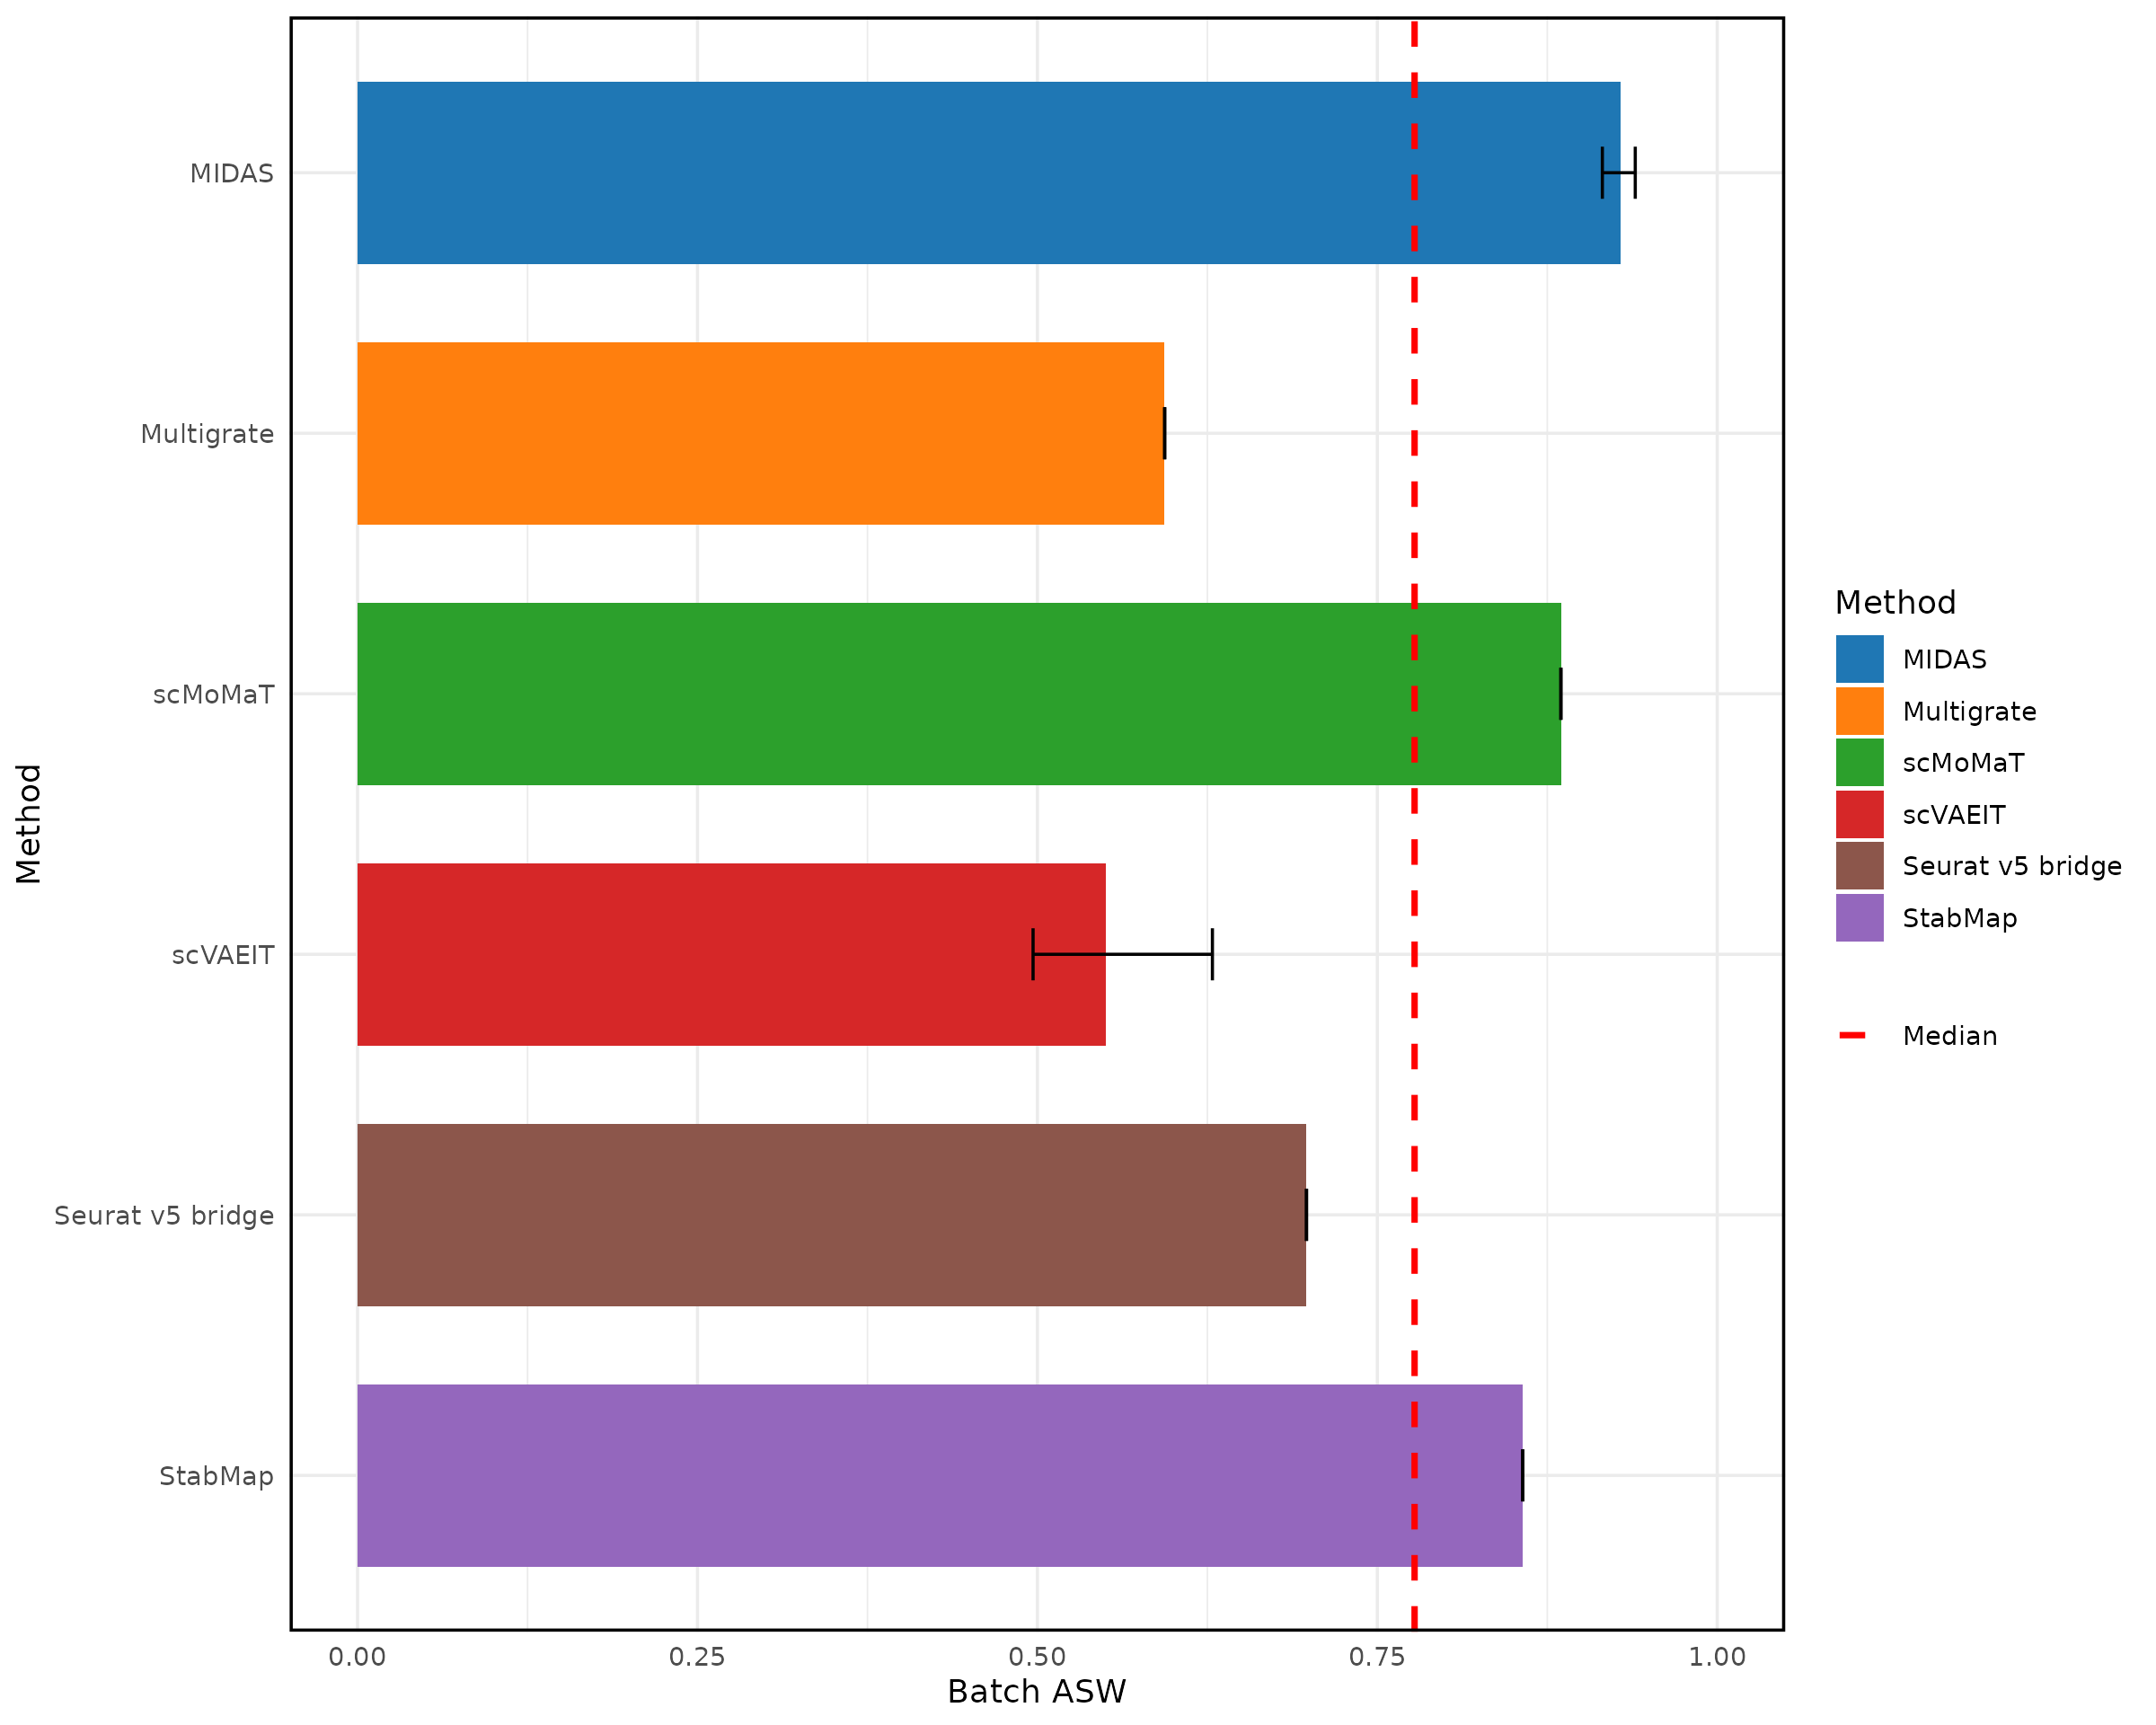 MIDAS
Multigrate
scMoMaT
scVAEIT
Seurat v5 bridge
StabMap
Method
0.00 0.25 0.50 0.75 1.00
Batch ASW
Method
MIDAS
Multigrate
scMoMaT
scVAEIT
Seurat v5 bridge
StabMap
Median